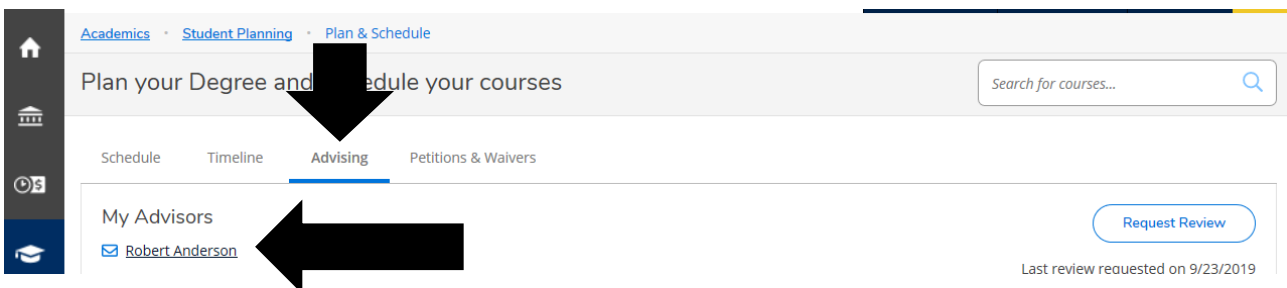 Academics · Student Planning · Plan & Schedule
Plan your Degree and edule your courses
Search for courses...
Schedule Timeline Advising Petitions & Waivers
My Advisors
Request Review
Robert Anderson
Last review requested on 9/23/2019